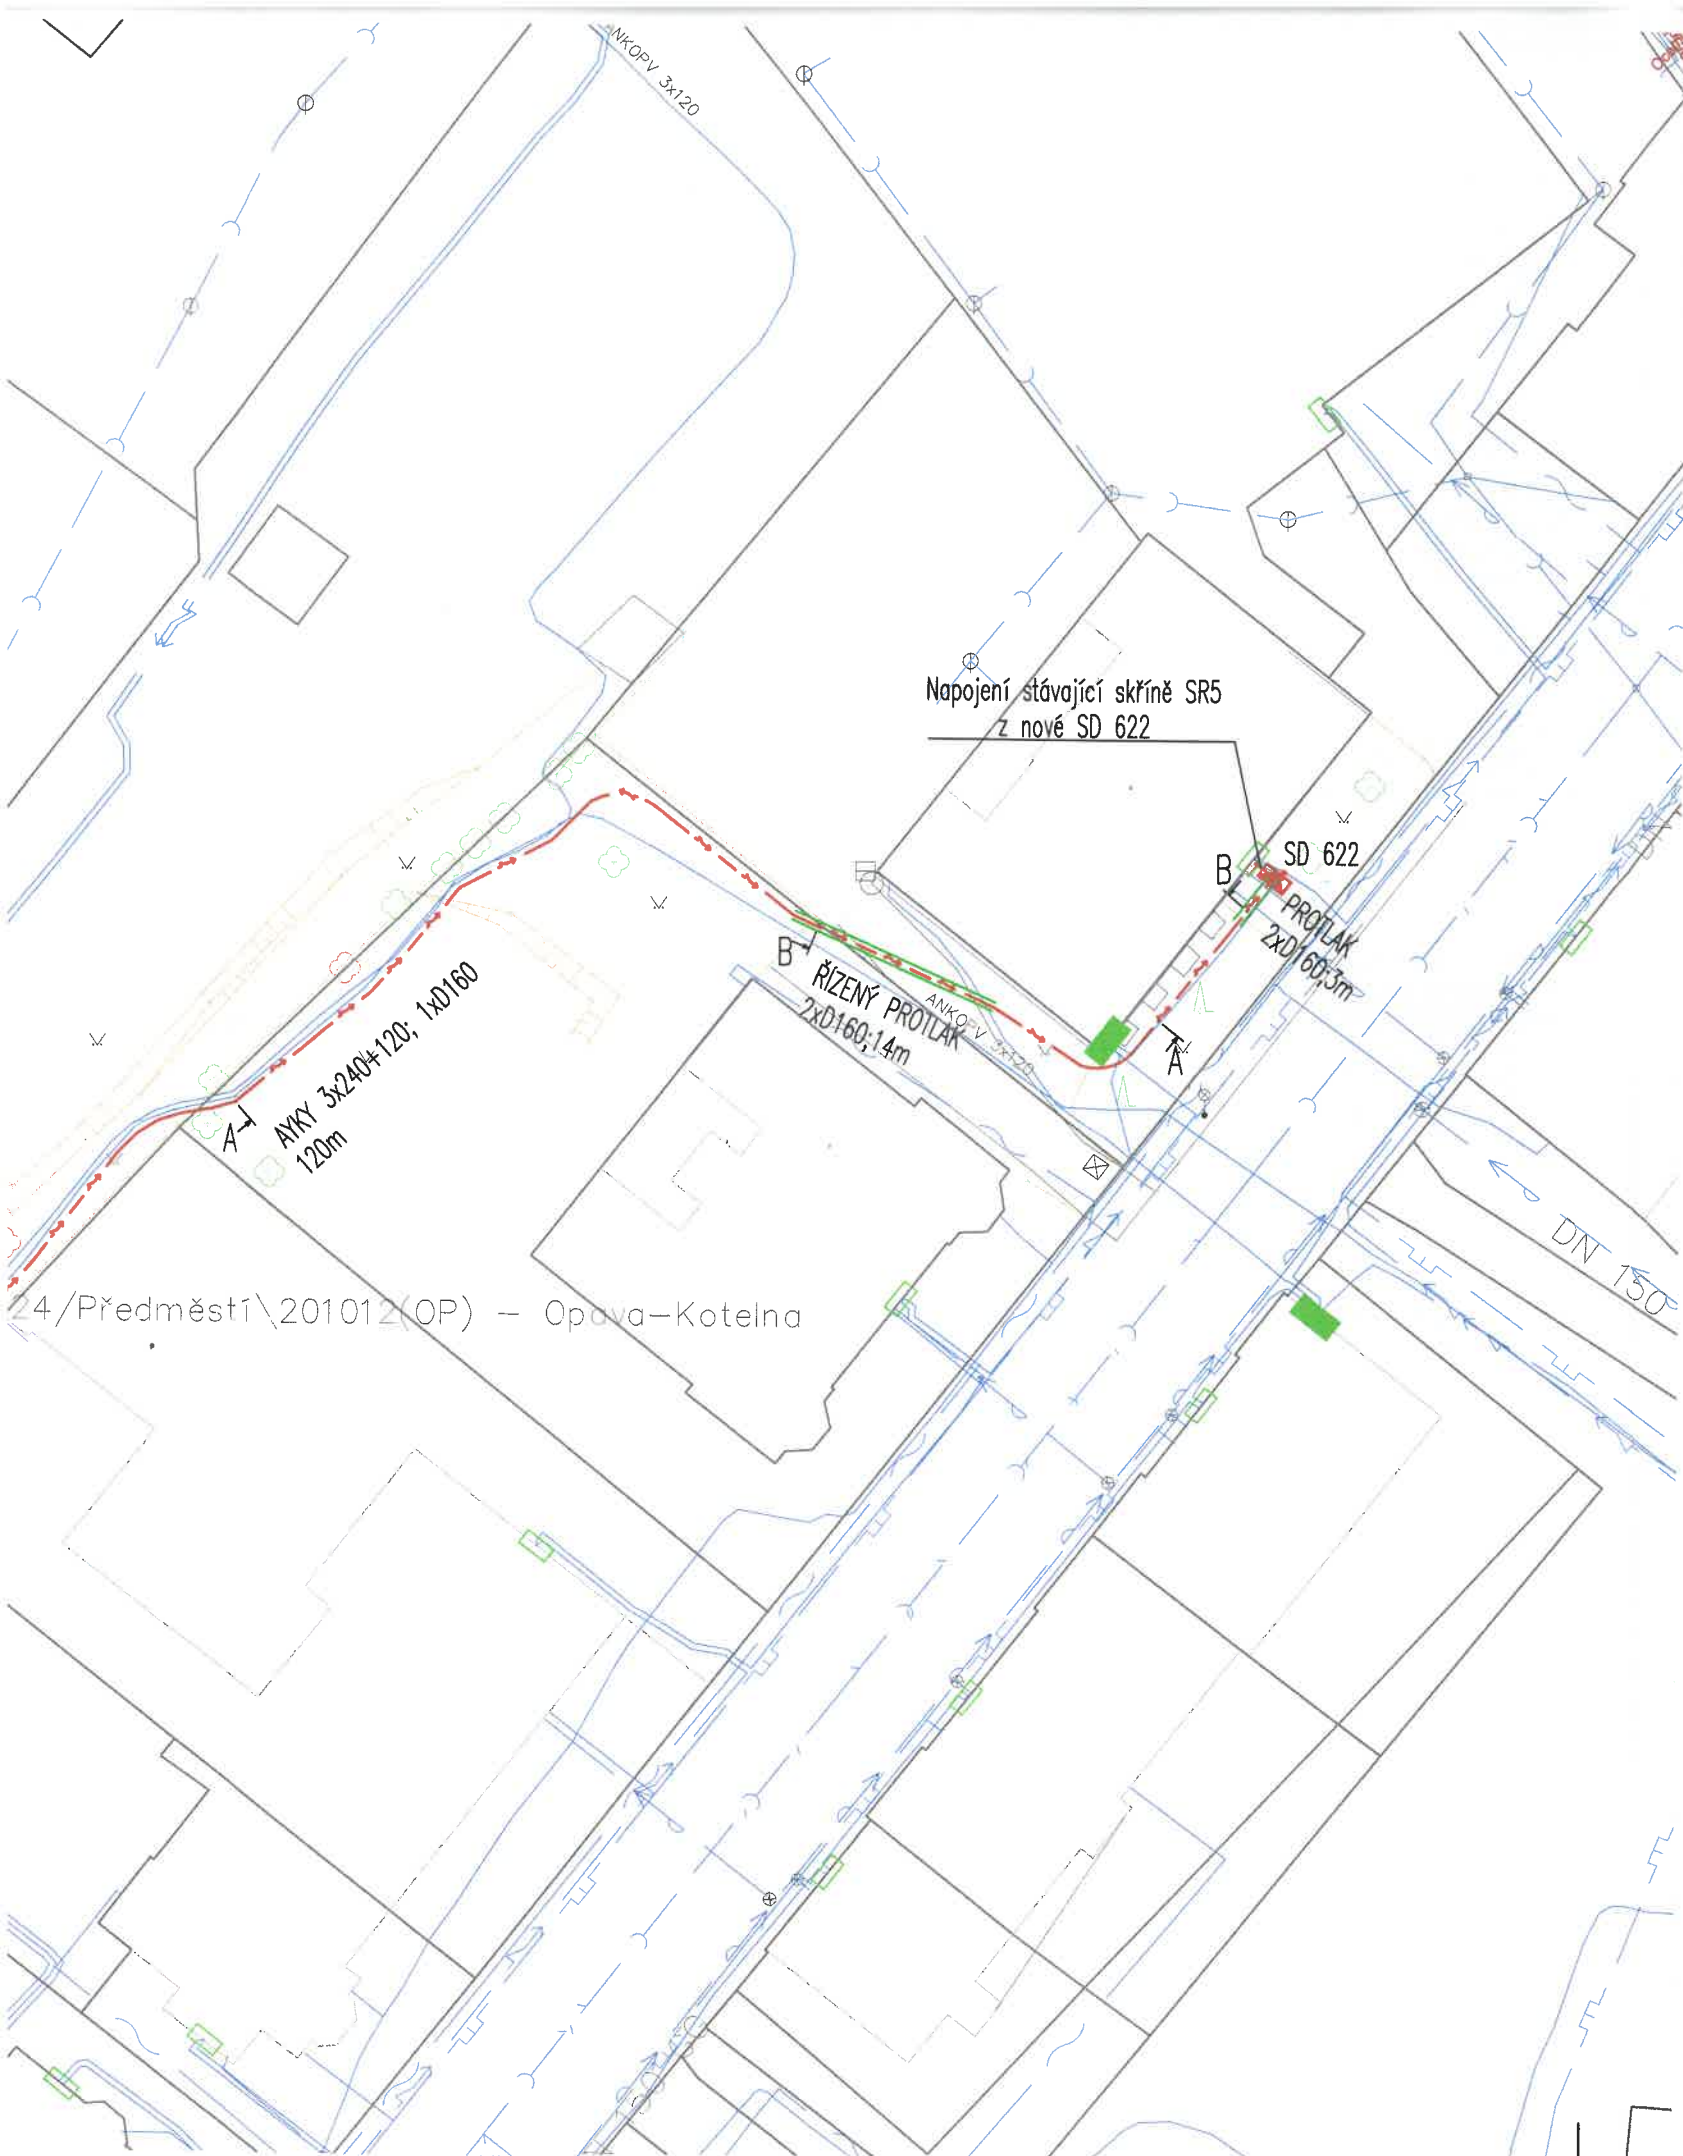 NKOPV 3x120
Napojení stávající skříně SR5
z nové SD 622
SD 622
B
PROTLAK
2xD160;3m
B
ŘÍZENÝ PROTLAK
2xD160;14m
ANKOPV 3x120
A
A
AYKY 3x240+120; 1xD160
120m
DN 150
24/Předměstí\201012(OP) – Opava–Kotelna